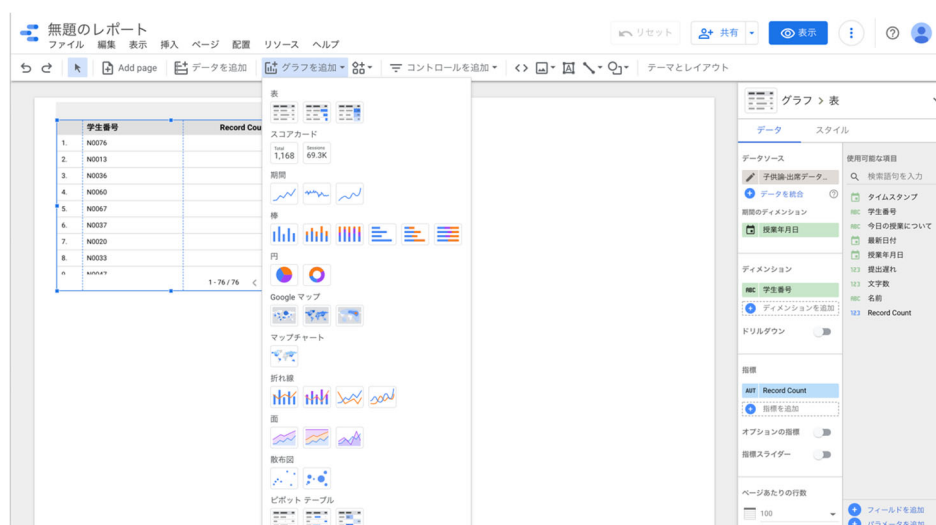 無題のレポート
ファイル 編集 表示 挿入 ページ 配置 リソース ヘルプ
リセット 共有 表示
Add page データを追加 グラフを追加 コントロールを追加 テーマとレイアウト
学生番号 Record Cou
1. N0076
2. N0013
3. N0036
4. N0060
5. N0067
6. N0037
7. N0020
8. N0033
9. N0047
1 - 76 / 76
表
スコアカード
Total 1,168 Sessions 69.3K
期間
棒
円
Google マップ
マップチャート
折れ線
面
散布図
ピボット テーブル
グラフ > 表
データ スタイル
データソース
子供論-出席データ...
データを統合
期間のディメンション
授業年月日
ディメンション
RBC 学生番号
ディメンションを追加
ドリルダウン
指標
AUT Record Count
指標を追加
オプションの指標
指標スライダー
ページあたりの行数
100
使用可能な項目
検索語句を入力
タイムスタンプ
RBC 学生番号
RBC 今日の授業について
最新日付
授業年月日
123 提出遅れ
123 文字数
RBC 名前
123 Record Count
フィールドを追加
パラメータを追加